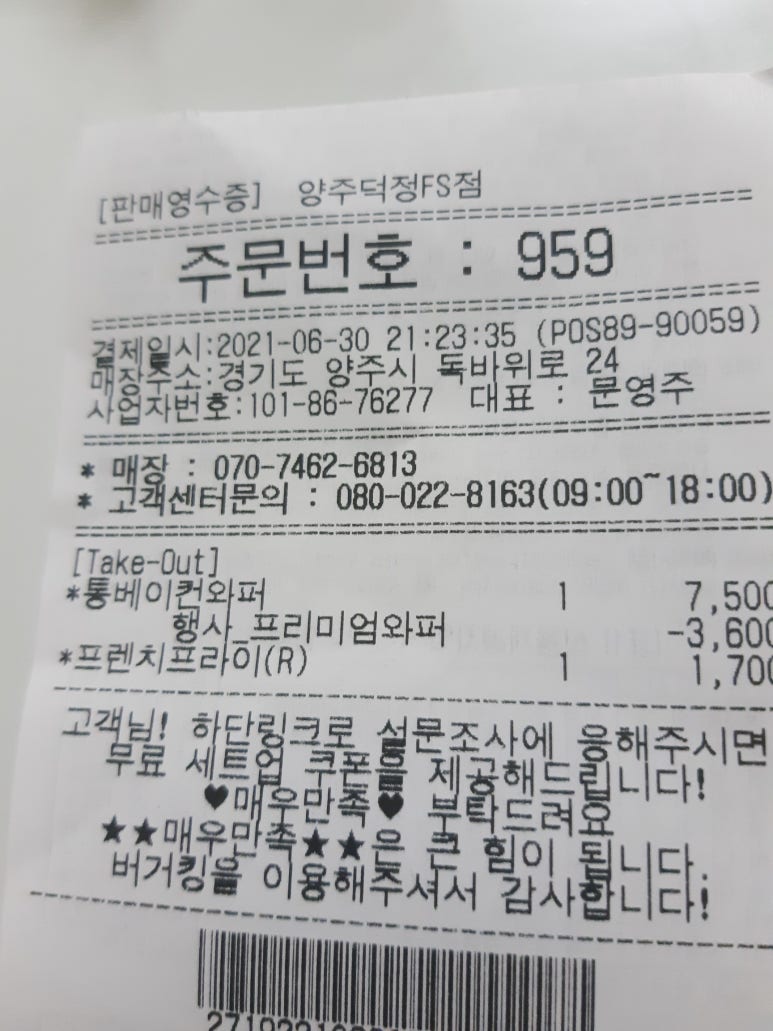 [판매영수증] 양주덕정FS점
주문번호 : 959
결제일시:2021-06-30 21:23:35 (POS89-90059)
매장주소:경기도 양주시 독바위로 24
사업자번호:101-86-76277 대표 : 문영주
* 매장 : 070-7462-6813
* 고객센터문의 : 080-022-8163(09:00~18:00)
[Take-Out]
*통베이컨와퍼 1 7,500
행사_프리미엄와퍼 -3,600
*프렌치프라이(R) 1 1,700
고객님! 하단링크로 설문조사에 응해주시면
무료 세트업 쿠폰을 제공해드립니다!
♥매우만족♥ 부탁드려요
★★매우만족★★은 큰 힘이 됩니다.
버거킹을 이용해주셔서 감사합니다!